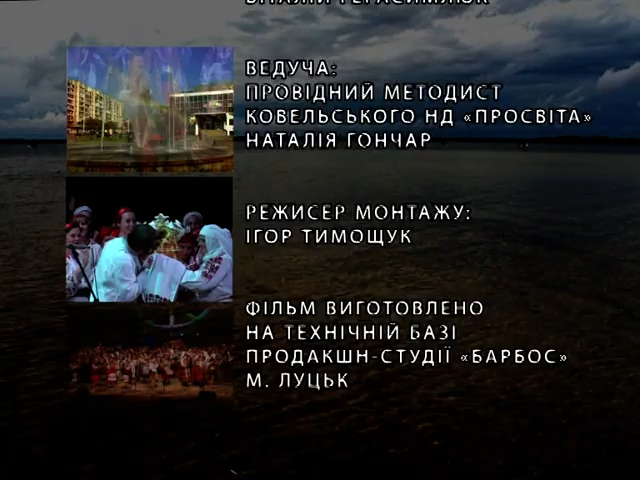 ВЕДУЧА:
ПРОВІДНИЙ МЕТОДИСТ
КОВЕЛЬСЬКОГО НД «ПРОСВІТА»
НАТАЛІЯ ГОНЧАР
РЕЖИСЕР МОНТАЖУ:
ІГОР ТИМОЩУК
ФІЛЬМ ВИГОТОВЛЕНО
НА ТЕХНІЧНІЙ БАЗІ
ПРОДАКШН-СТУДІЇ «БАРБОС»
М. ЛУЦЬК